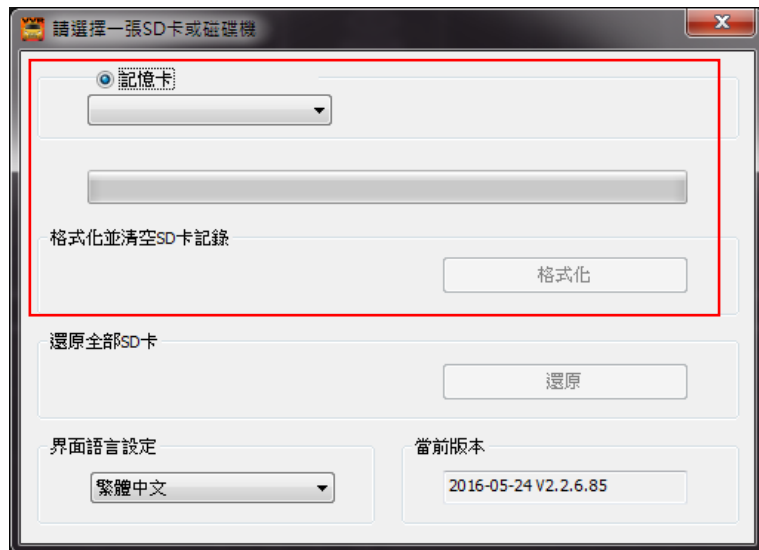 請選擇一張SD卡或磁碟機
記憶卡
格式化並清空SD卡記錄
格式化
還原全部SD卡
還原
界面語言設定
當前版本
繁體中文
2016-05-24 V2.2.6.85